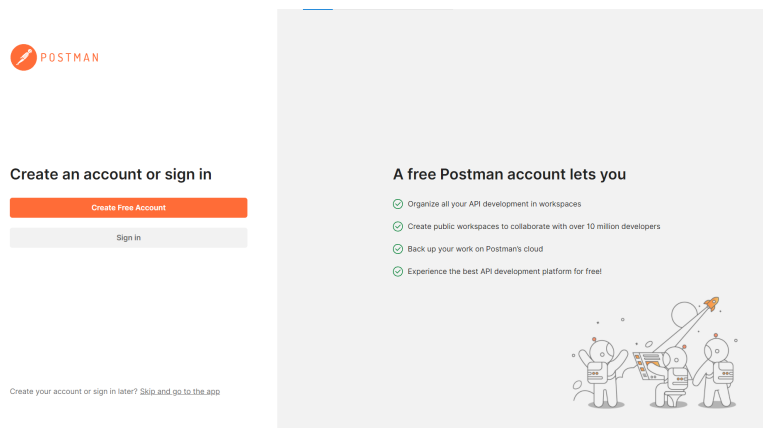 POSTMAN
Create an account or sign in
Create Free Account
Sign in
Create your account or sign in later? Skip and go to the app
A free Postman account lets you
Organize all your API development in workspaces
Create public workspaces to collaborate with over 10 million developers
Back up your work on Postman's cloud
Experience the best API development platform for free!